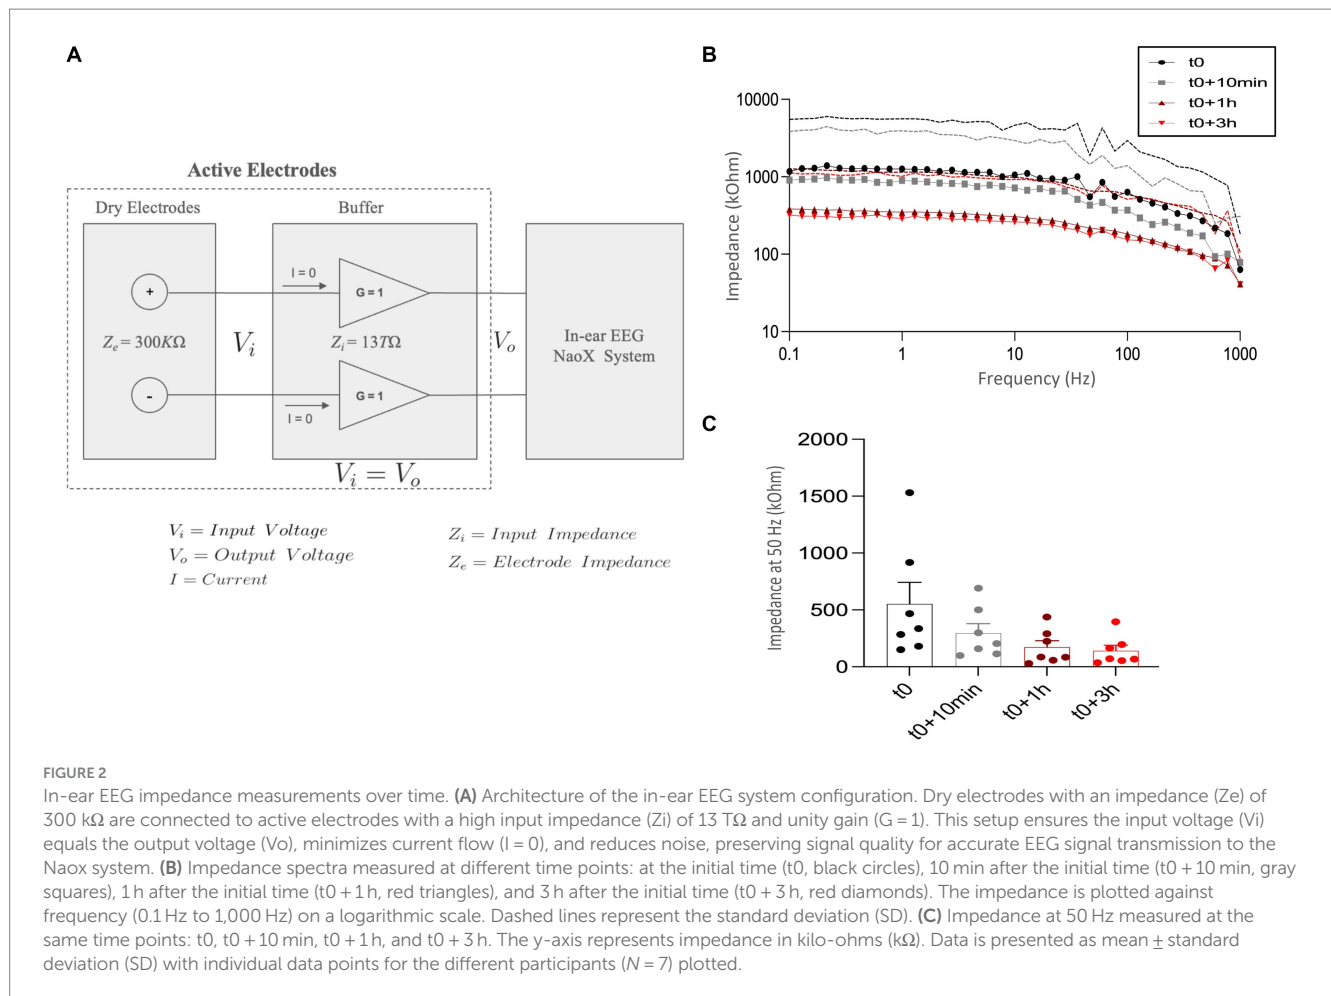 A
Active Electrodes
Dry Electrodes
Buffer
I = 0
G = 1
+
Z_e = 300KΩ
V_i
Z_i = 13TΩ
V_o
In-ear EEG
NaoX System
-
G = 1
I = 0
V_i = V_o
V_i = Input Voltage
V_o = Output Voltage
I = Current
Z_i = Input Impedance
Z_e = Electrode Impedance
B
t0
t0+10min
t0+1h
t0+3h
Impedance (kOhm)
10000
1000
100
10
0.1 1 10 100 1000
Frequency (Hz)
C
Impedance at 50 Hz (kOhm)
2000
1500
1000
500
0
t0 t0+10min t0+1h t0+3h
FIGURE 2
In-ear EEG impedance measurements over time. (A) Architecture of the in-ear EEG system configuration. Dry electrodes with an impedance (Ze) of
300 kΩ are connected to active electrodes with a high input impedance (Zi) of 13 TΩ and unity gain (G = 1). This setup ensures the input voltage (Vi)
equals the output voltage (Vo), minimizes current flow (I = 0), and reduces noise, preserving signal quality for accurate EEG signal transmission to the
Naox system. (B) Impedance spectra measured at different time points: at the initial time (t0, black circles), 10 min after the initial time (t0 + 10 min, gray
squares), 1 h after the initial time (t0 + 1 h, red triangles), and 3 h after the initial time (t0 + 3 h, red diamonds). The impedance is plotted against
frequency (0.1 Hz to 1,000 Hz) on a logarithmic scale. Dashed lines represent the standard deviation (SD). (C) Impedance at 50 Hz measured at the
same time points: t0, t0 + 10 min, t0 + 1 h, and t0 + 3 h. The y-axis represents impedance in kilo-ohms (kΩ). Data is presented as mean ± standard
deviation (SD) with individual data points for the different participants (N = 7) plotted.